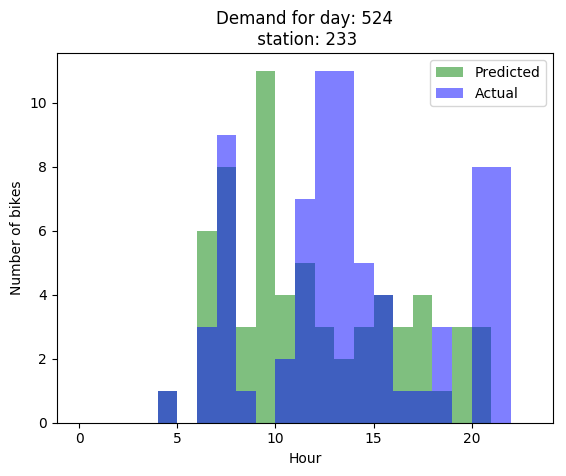 Demand for day: 524
station: 233
Predicted
Actual
Number of bikes
10
8
6
4
2
0
0 5 10 15 20
Hour